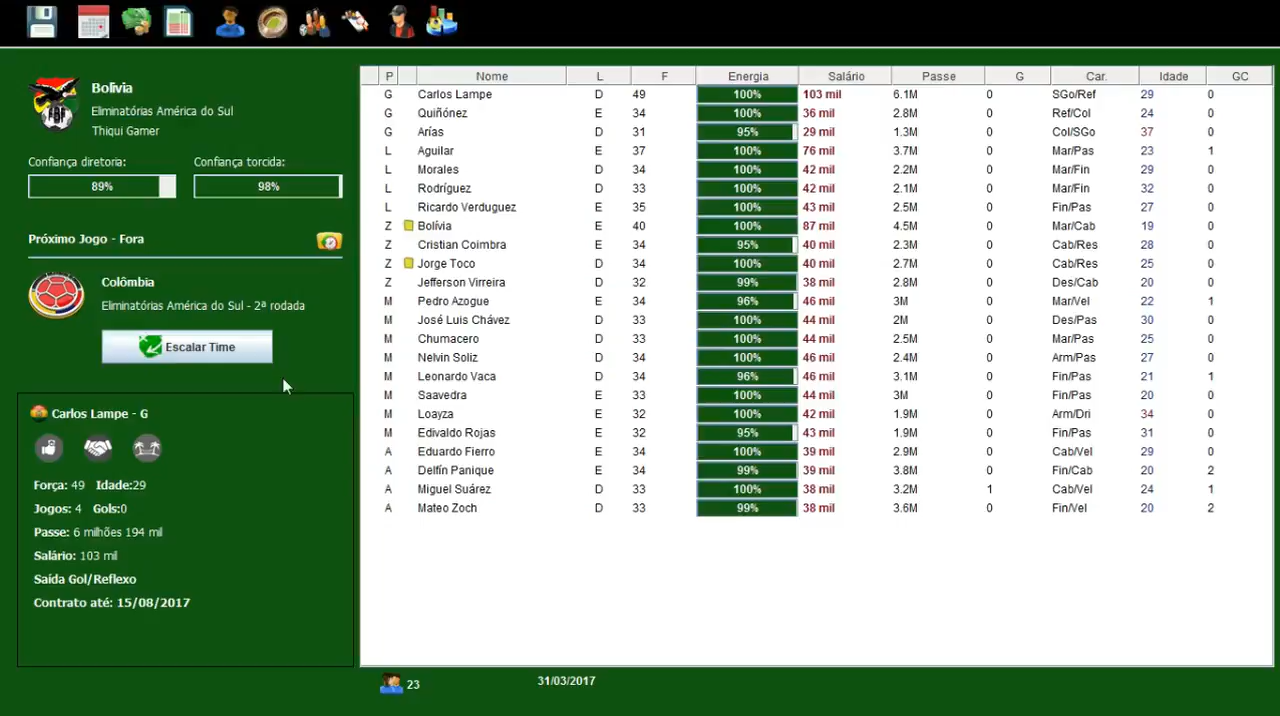 Bolívia
Eliminatórias América do Sul
Thiqui Gamer
Confiança diretoria: Confiança torcida:
89% 98%
Próximo Jogo - Fora
Colômbia
Eliminatórias América do Sul - 2ª rodada
Escalar Time
Carlos Lampe - G
Força: 49 Idade:29
Jogos: 4 Gols:0
Passe: 6 milhões 194 mil
Salário: 103 mil
Saída Gol/Reflexo
Contrato até: 15/08/2017
P Nome L F Energia Salário Passe G Car. Idade GC
G Carlos Lampe D 49 100% 103 mil 6.1M 0 SGo/Ref 29 0
G Quiñónez E 34 100% 36 mil 2.8M 0 Ref/Col 24 0
G Arías D 31 95% 29 mil 1.3M 0 Col/SGo 37 0
L Aguilar E 37 100% 76 mil 3.7M 0 Mar/Pas 23 1
L Morales D 34 100% 42 mil 2.2M 0 Mar/Fin 29 0
L Rodríguez D 33 100% 42 mil 2.1M 0 Mar/Fin 32 0
L Ricardo Verduguez E 35 100% 43 mil 2.5M 0 Fin/Pas 27 0
Z Bolívia E 40 100% 87 mil 4.5M 0 Mar/Cab 19 0
Z Cristian Coimbra E 34 95% 40 mil 2.3M 0 Cab/Res 28 0
Z Jorge Toco D 34 100% 40 mil 2.7M 0 Cab/Res 25 0
Z Jefferson Virreira D 32 99% 38 mil 2.8M 0 Des/Cab 20 0
M Pedro Azogue E 34 96% 46 mil 3M 0 Mar/Vel 22 1
M José Luis Chávez D 33 100% 44 mil 2M 0 Des/Pas 30 0
M Chumacero D 33 100% 44 mil 2.5M 0 Mar/Pas 25 0
M Nelvin Soliz D 34 100% 46 mil 2.4M 0 Arm/Pas 27 0
M Leonardo Vaca D 34 96% 46 mil 3.1M 0 Fin/Pas 21 1
M Saavedra E 33 100% 44 mil 3M 0 Fin/Pas 20 0
M Loayza E 32 100% 42 mil 1.9M 0 Arm/Dri 34 0
M Edivaldo Rojas E 32 95% 43 mil 1.9M 0 Fin/Pas 31 0
A Eduardo Fierro E 34 100% 39 mil 2.9M 0 Cab/Vel 29 0
A Delfín Panique E 34 99% 39 mil 3.8M 0 Fin/Cab 20 2
A Miguel Suárez D 33 100% 38 mil 3.2M 1 Cab/Vel 24 1
A Mateo Zoch D 33 99% 38 mil 3.6M 0 Fin/Vel 20 2
23 31/03/2017